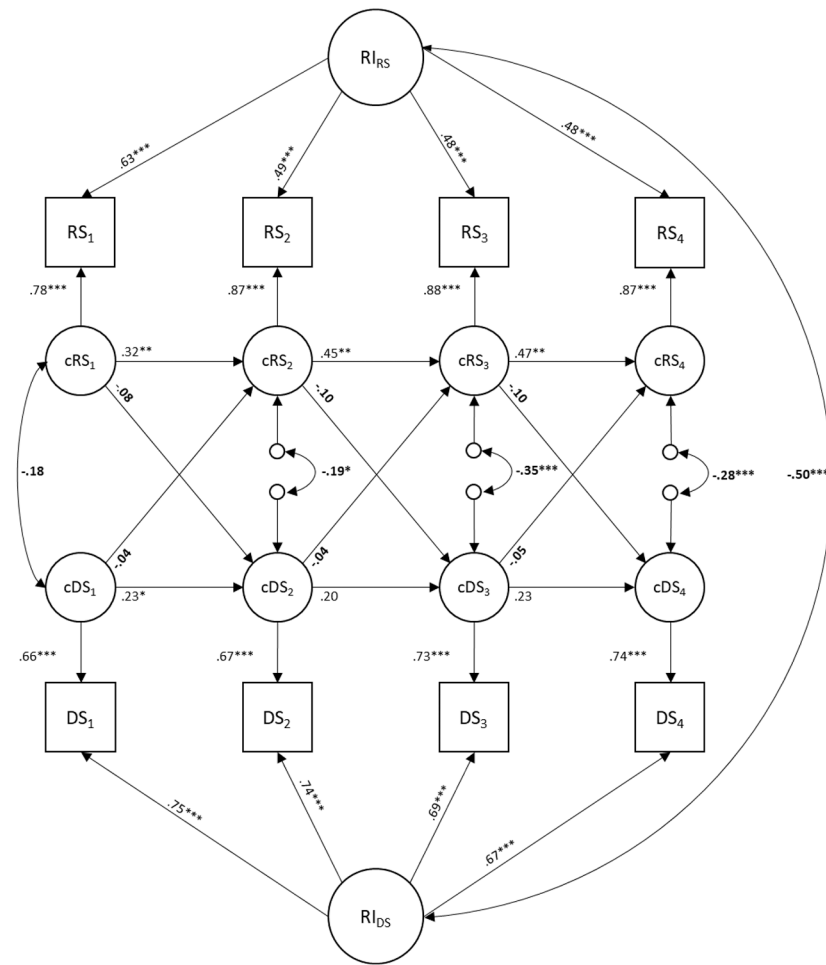 RI_RS
.63***
.49***
.48***
.48***
RS₁
RS₂
RS₃
RS₄
.78***
.87***
.88***
.87***
cRS₁
.32**
cRS₂
.45**
cRS₃
.47**
cRS₄
-.08
-.10
-.10
-.18
-.19*
-.35***
-.28***
-.50***
-.04
-.04
-.05
cDS₁
.23*
cDS₂
.20
cDS₃
.23
cDS₄
.66***
.67***
.73***
.74***
DS₁
DS₂
DS₃
DS₄
.75***
.74***
.69***
.67***
RI_DS